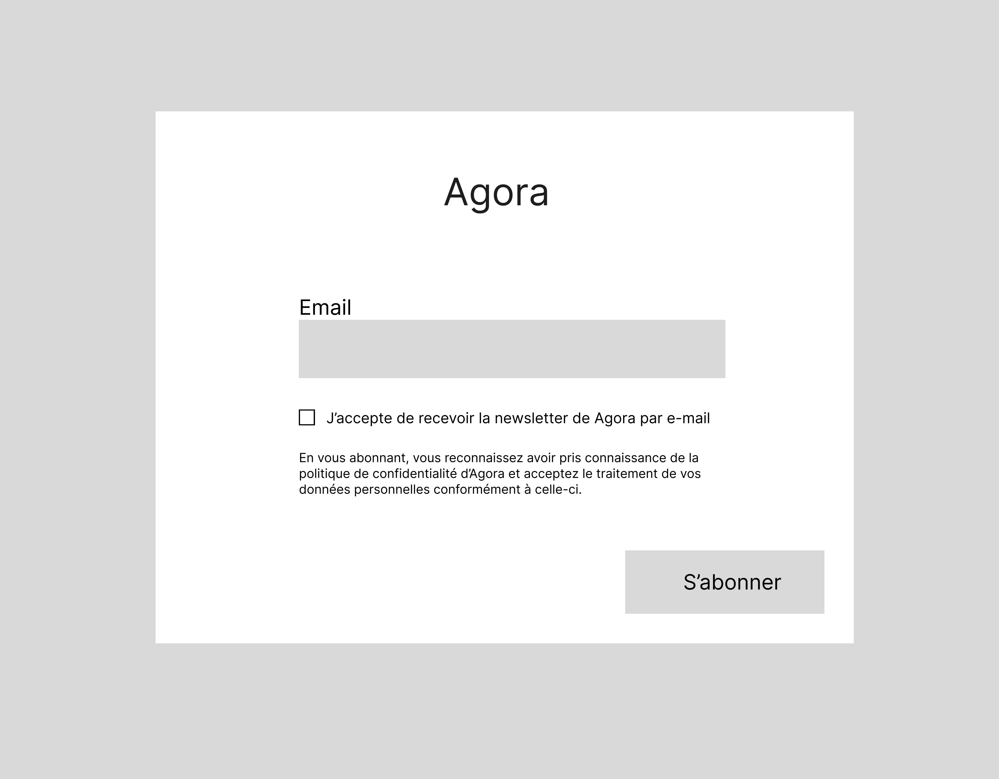 Agora
Email
J’accepte de recevoir la newsletter de Agora par e-mail
En vous abonnant, vous reconnaissez avoir pris connaissance de la
politique de confidentialité d’Agora et acceptez le traitement de vos
données personnelles conformément à celle-ci.
S’abonner